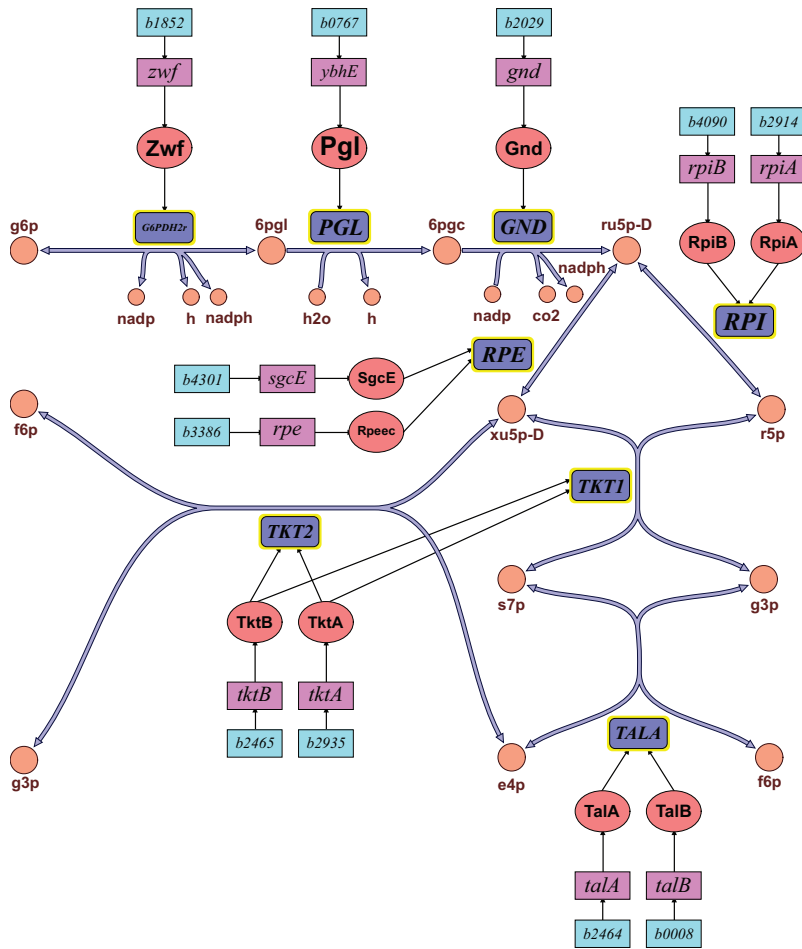 b1852
b0767
b2029
zwf
ybhE
gnd
b4090
b2914
Zwf
Pgl
Gnd
rpiB
rpiA
g6p
G6PDH2r
6pgl
PGL
6pgc
GND
ru5p-D
RpiB
RpiA
nadph
nadp
h
nadph
h2o
h
nadp
co2
RPI
RPE
b4301
sgcE
SgcE
f6p
b3386
rpe
Rpeec
xu5p-D
r5p
TKT1
TKT2
s7p
g3p
TktB
TktA
tktB
tktA
TALA
b2465
b2935
g3p
e4p
f6p
TalA
TalB
talA
talB
b2464
b0008